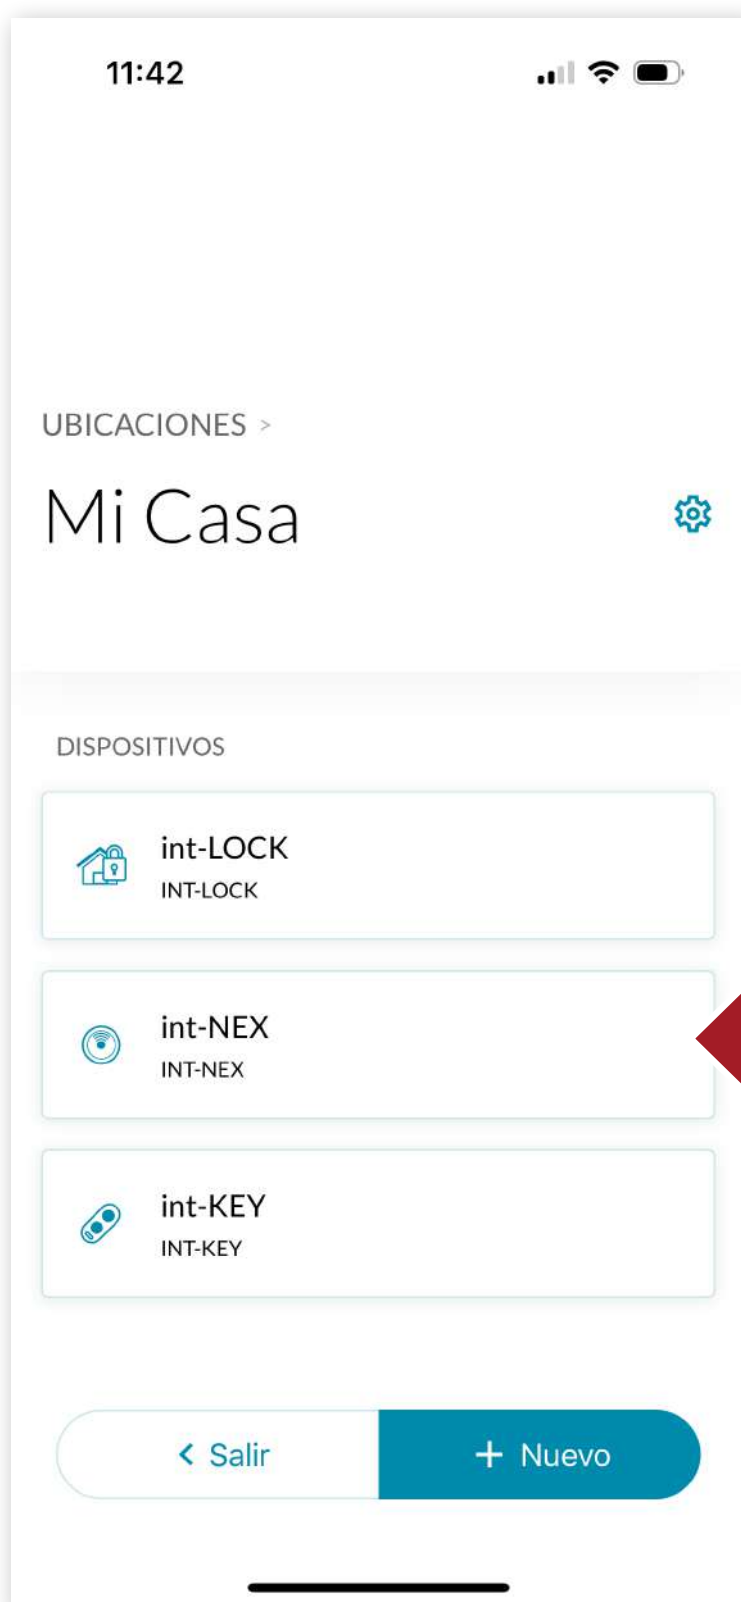 11:42
UBICACIONES >
Mi Casa
DISPOSITIVOS
int-LOCK
INT-LOCK
int-NEX
INT-NEX
int-KEY
INT-KEY
< Salir
+ Nuevo